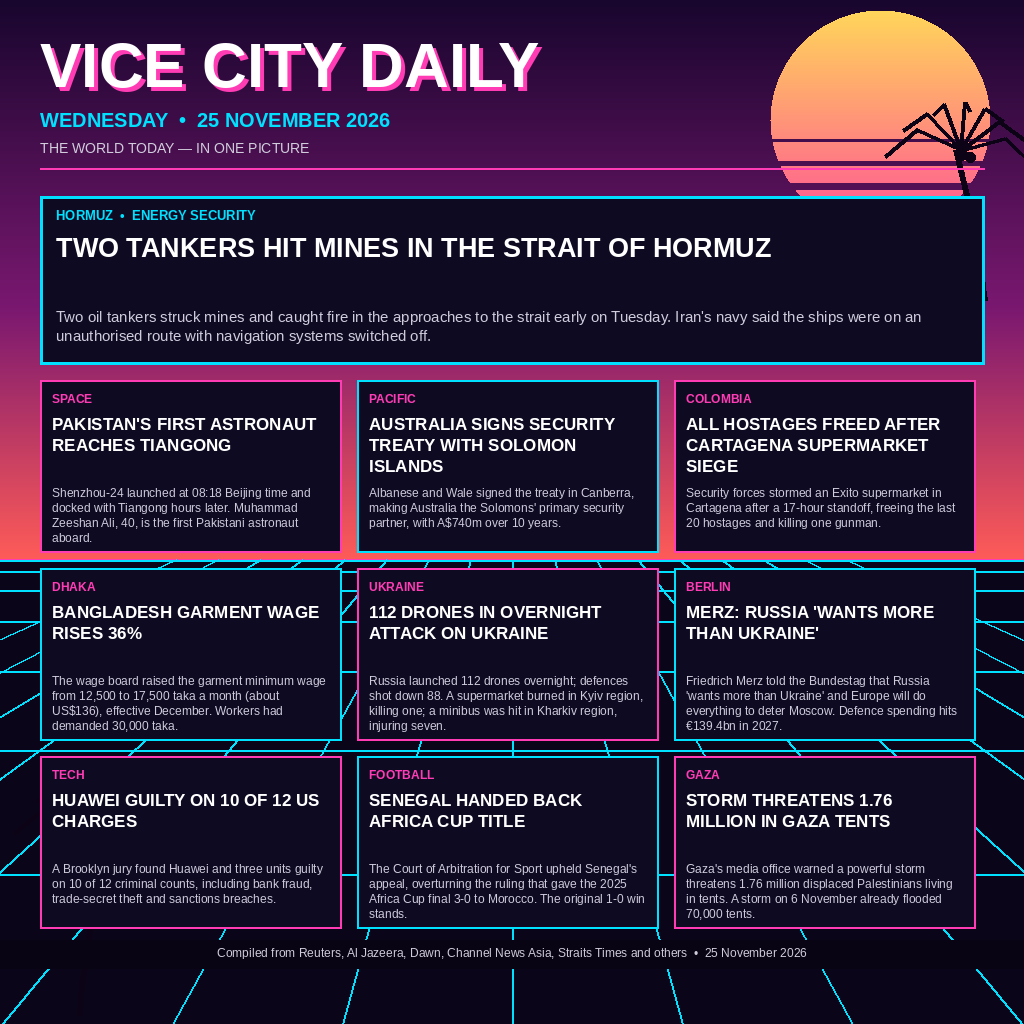 VICE CITY DAILY
WEDNESDAY • 25 NOVEMBER 2026
THE WORLD TODAY — IN ONE PICTURE
HORMUZ • ENERGY SECURITY
TWO TANKERS HIT MINES IN THE STRAIT OF HORMUZ
Two oil tankers struck mines and caught fire in the approaches to the strait early on Tuesday. Iran's navy said the ships were on an
unauthorised route with navigation systems switched off.
SPACE
PAKISTAN'S FIRST ASTRONAUT
REACHES TIANGONG
Shenzhou-24 launched at 08:18 Beijing time and
docked with Tiangong hours later. Muhammad
Zeeshan Ali, 40, is the first Pakistani astronaut
aboard.
PACIFIC
AUSTRALIA SIGNS SECURITY
TREATY WITH SOLOMON
ISLANDS
Albanese and Wale signed the treaty in Canberra,
making Australia the Solomons' primary security
partner, with A$740m over 10 years.
COLOMBIA
ALL HOSTAGES FREED AFTER
CARTAGENA SUPERMARKET
SIEGE
Security forces stormed an Exito supermarket in
Cartagena after a 17-hour standoff, freeing the last
20 hostages and killing one gunman.
DHAKA
BANGLADESH GARMENT WAGE
RISES 36%
The wage board raised the garment minimum wage
from 12,500 to 17,500 taka a month (about
US$136), effective December. Workers had
demanded 30,000 taka.
UKRAINE
112 DRONES IN OVERNIGHT
ATTACK ON UKRAINE
Russia launched 112 drones overnight; defences
shot down 88. A supermarket burned in Kyiv region,
killing one; a minibus was hit in Kharkiv region,
injuring seven.
BERLIN
MERZ: RUSSIA 'WANTS MORE
THAN UKRAINE'
Friedrich Merz told the Bundestag that Russia
'wants more than Ukraine' and Europe will do
everything to deter Moscow. Defence spending hits
€139.4bn in 2027.
TECH
HUAWEI GUILTY ON 10 OF 12 US
CHARGES
A Brooklyn jury found Huawei and three units guilty
on 10 of 12 criminal counts, including bank fraud,
trade-secret theft and sanctions breaches.
FOOTBALL
SENEGAL HANDED BACK
AFRICA CUP TITLE
The Court of Arbitration for Sport upheld Senegal's
appeal, overturning the ruling that gave the 2025
Africa Cup final 3-0 to Morocco. The original 1-0 win
stands.
GAZA
STORM THREATENS 1.76
MILLION IN GAZA TENTS
Gaza's media office warned a powerful storm
threatens 1.76 million displaced Palestinians living
in tents. A storm on 6 November already flooded
70,000 tents.
Compiled from Reuters, Al Jazeera, Dawn, Channel News Asia, Straits Times and others • 25 November 2026